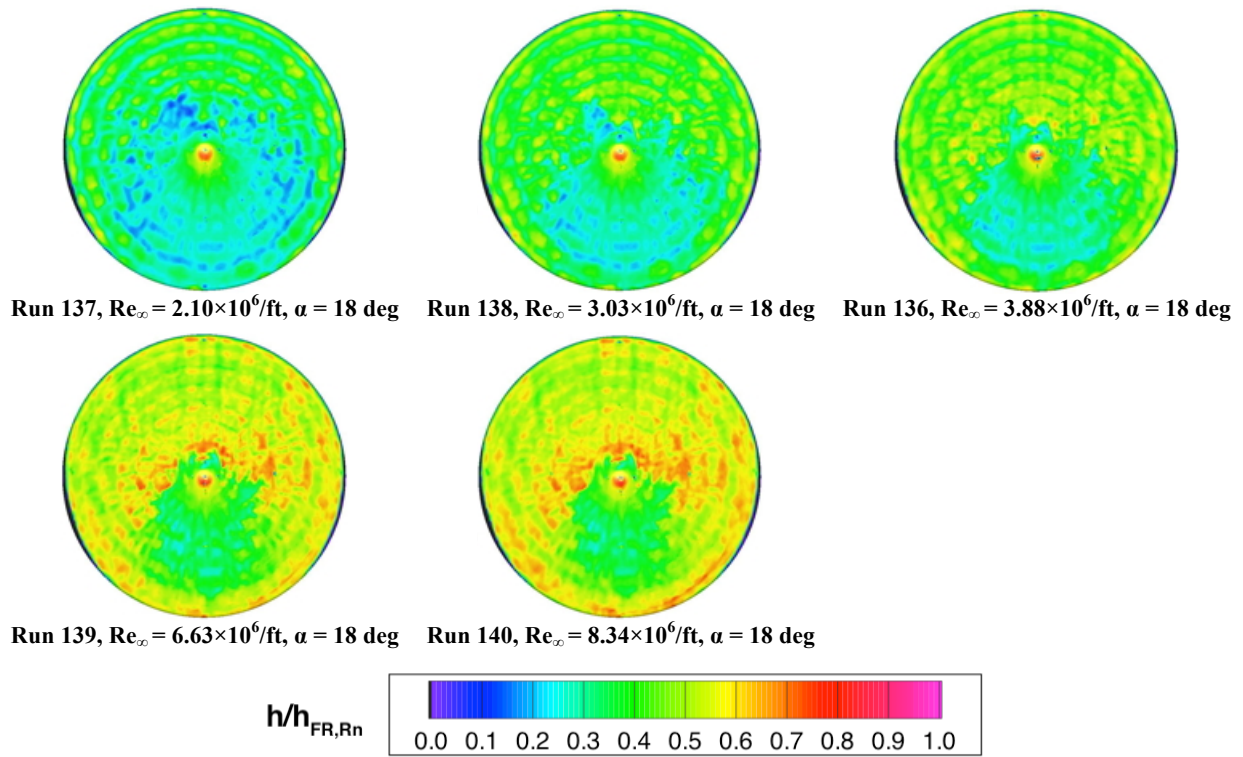 Run 137, Re∞ = 2.10×10⁶/ft, α = 18 deg
Run 138, Re∞ = 3.03×10⁶/ft, α = 18 deg
Run 136, Re∞ = 3.88×10⁶/ft, α = 18 deg
Run 139, Re∞ = 6.63×10⁶/ft, α = 18 deg
Run 140, Re∞ = 8.34×10⁶/ft, α = 18 deg
h/hFR,Rn
0.0 0.1 0.2 0.3 0.4 0.5 0.6 0.7 0.8 0.9 1.0